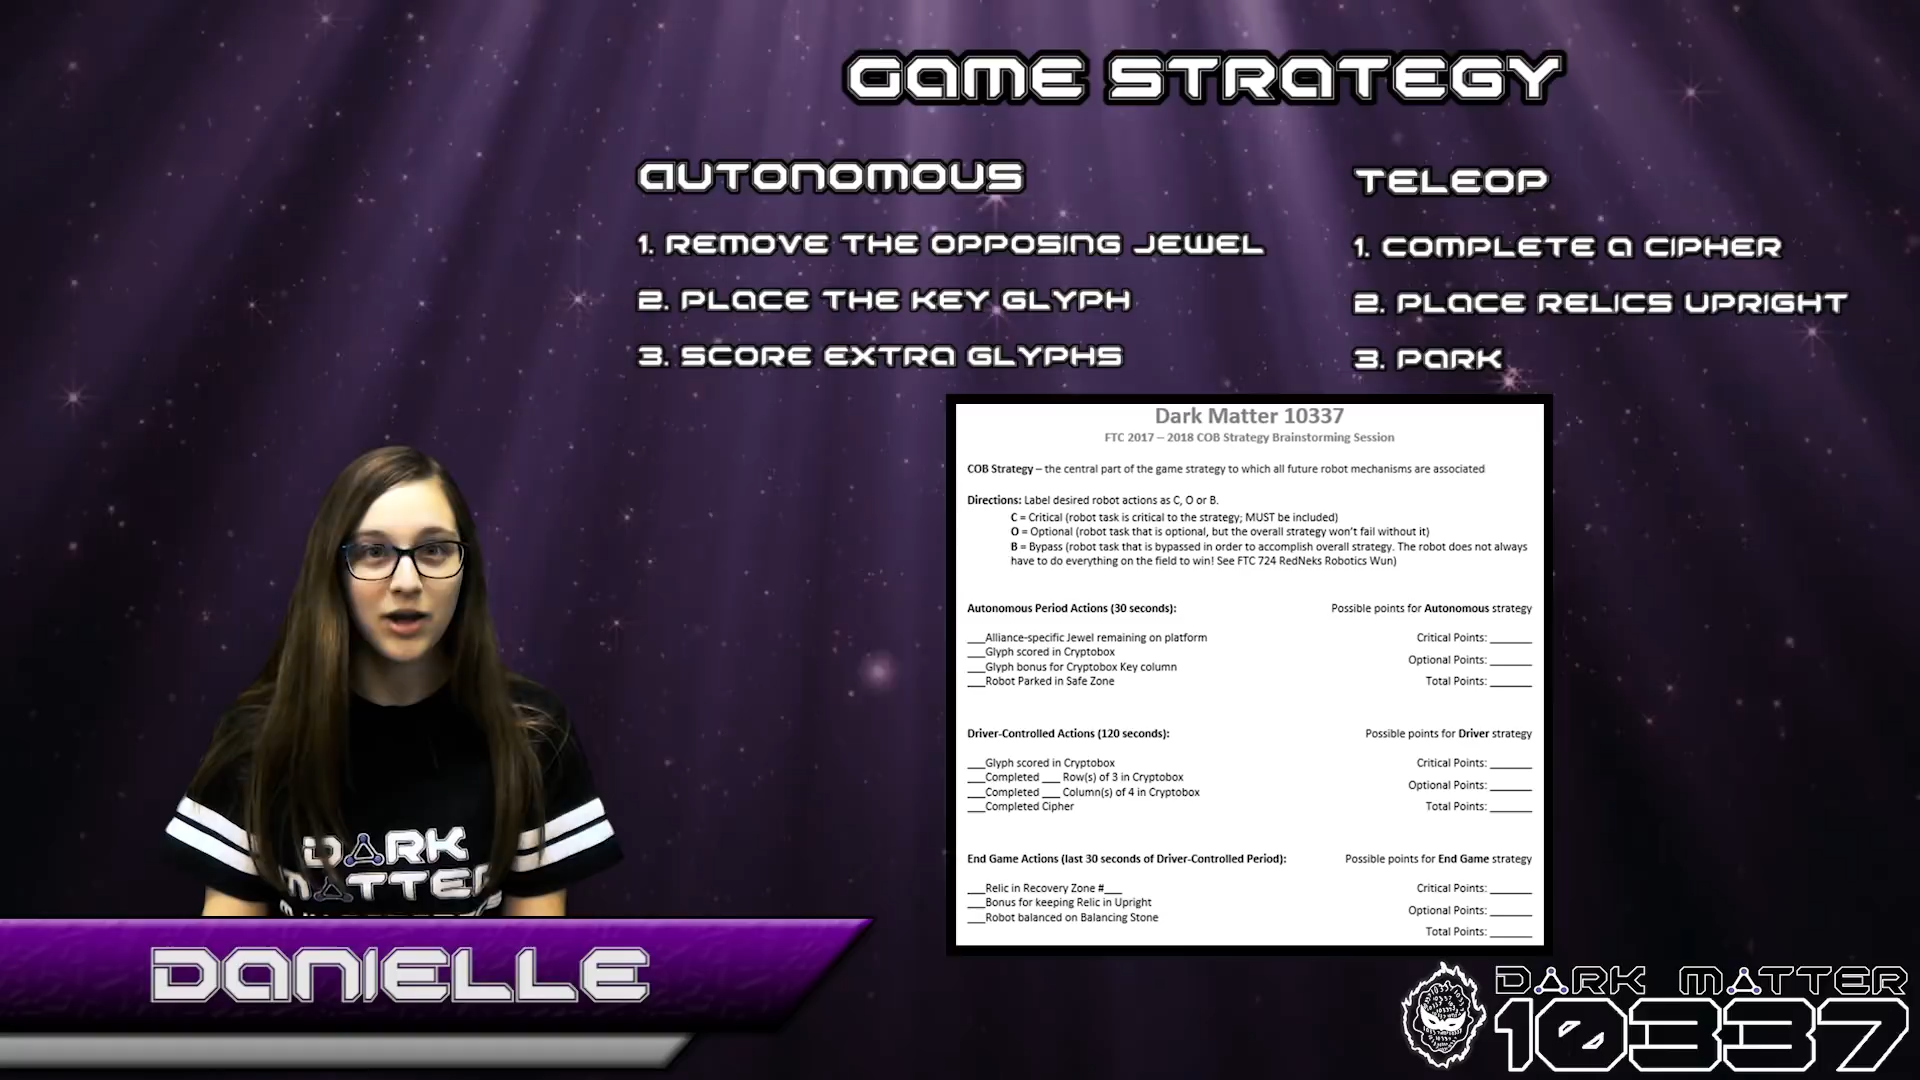 GAME STRATEGY
AUTONOMOUS
1. REMOVE THE OPPOSING JEWEL
2. PLACE THE KEY GLYPH
3. SCORE EXTRA GLYPHS
TELEOP
1. COMPLETE A CIPHER
2. PLACE RELICS UPRIGHT
3. PARK
Dark Matter 10337
FTC 2017 – 2018 COB Strategy Brainstorming Session
COB Strategy – the central part of the game strategy to which all future robot mechanisms are associated
Directions: Label desired robot actions as C, O or B.
C = Critical (robot task is critical to the strategy; MUST be included)
O = Optional (robot task that is optional, but the overall strategy won't fail without it)
B = Bypass (robot task that is bypassed in order to accomplish overall strategy. The robot does not always
have to do everything on the field to win! See FTC 724 RedNeks Robotics Wun)
Autonomous Period Actions (30 seconds):
Possible points for Autonomous strategy
___Alliance-specific Jewel remaining on platform
___Glyph scored in Cryptobox
___Glyph bonus for Cryptobox Key column
___Robot Parked in Safe Zone
Critical Points: _______
Optional Points: _______
Total Points: _______
Driver-Controlled Actions (120 seconds):
Possible points for Driver strategy
___Glyph scored in Cryptobox
___Completed ___ Row(s) of 3 in Cryptobox
___Completed ___ Column(s) of 4 in Cryptobox
___Completed Cipher
Critical Points: _______
Optional Points: _______
Total Points: _______
End Game Actions (last 30 seconds of Driver-Controlled Period):
Possible points for End Game strategy
___Relic in Recovery Zone #___
___Bonus for keeping Relic in Upright
___Robot balanced on Balancing Stone
Critical Points: _______
Optional Points: _______
Total Points: _______
DARK
MATTER
DANIELLE
DARK MATTER
10337